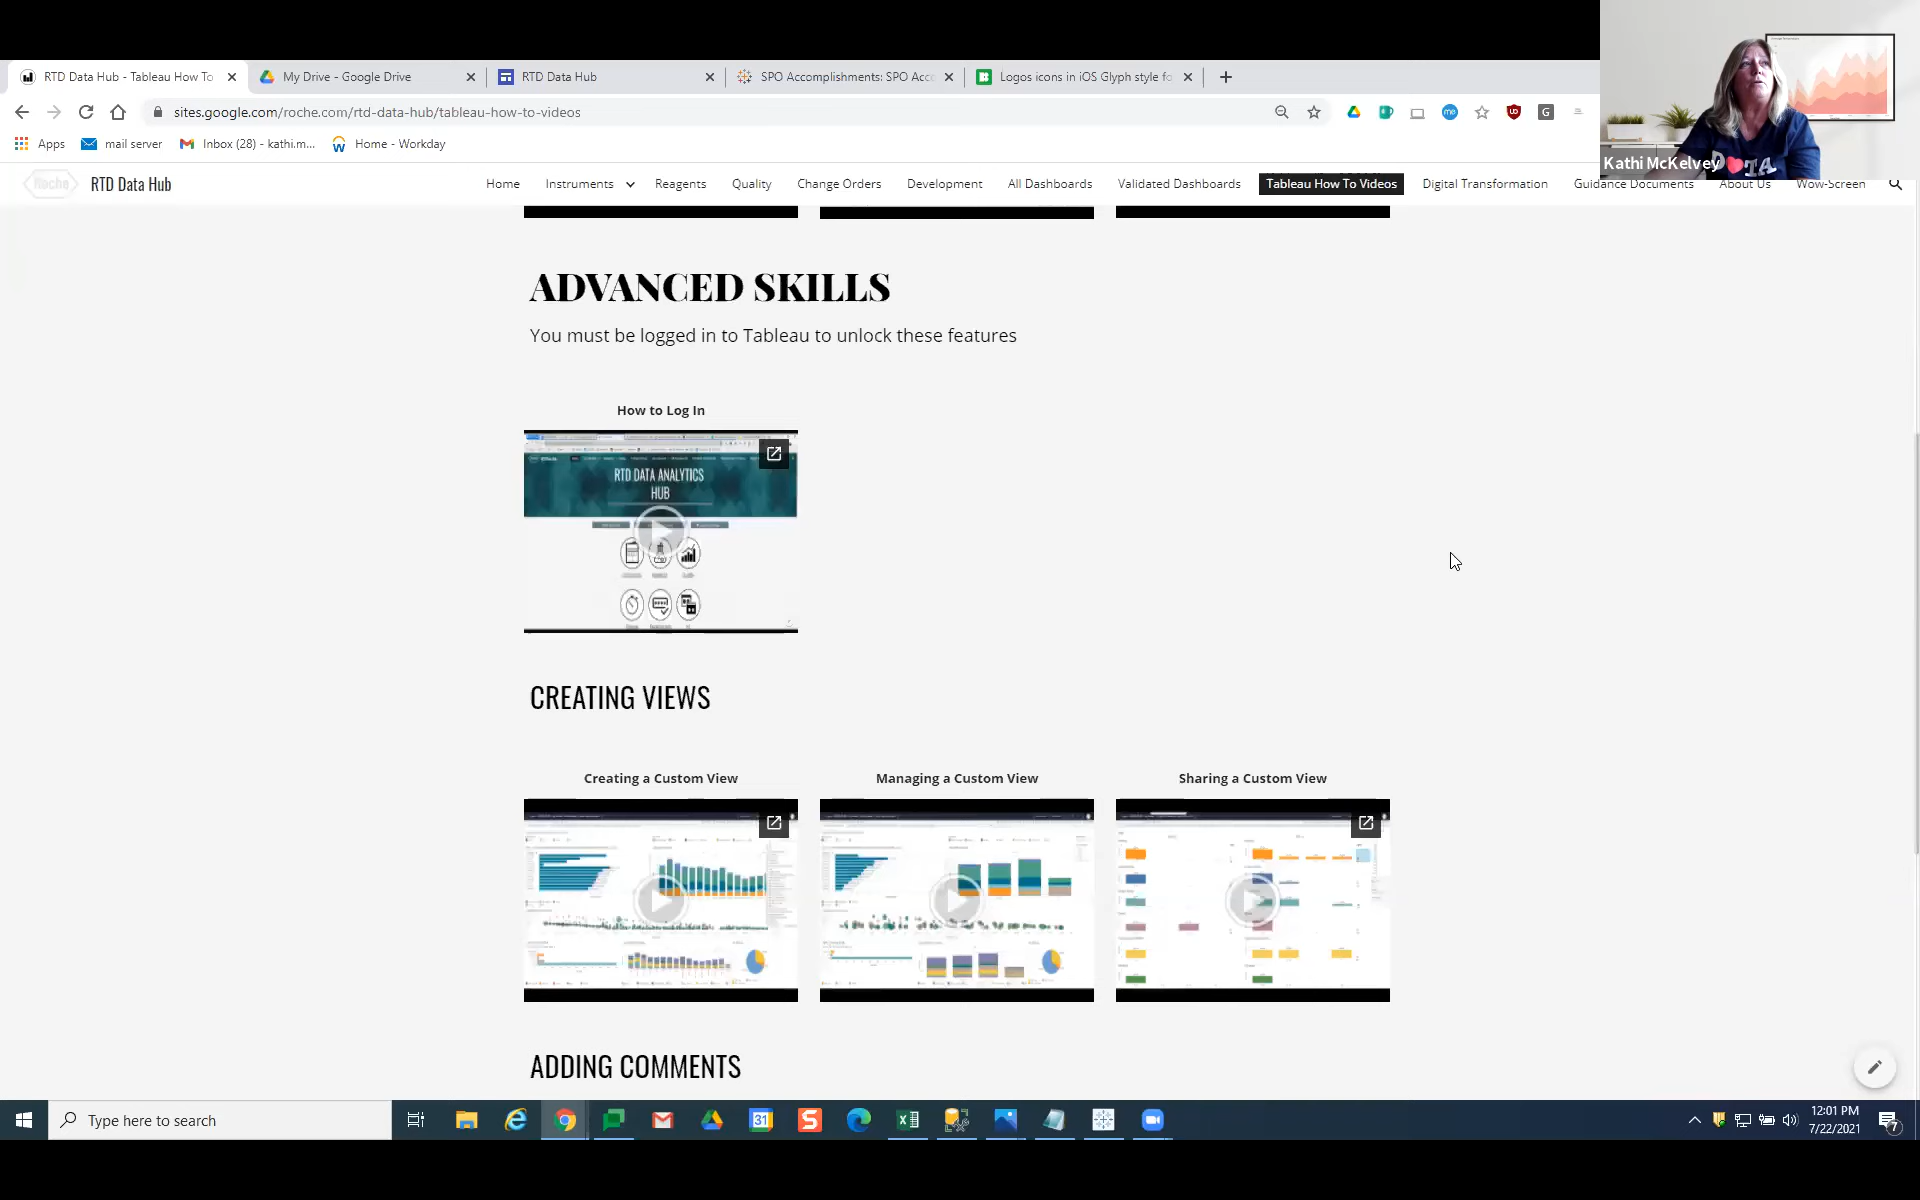 RTD Data Hub - Tableau How To
My Drive - Google Drive
RTD Data Hub
SPO Accomplishments: SPO Acc
Logos icons in iOS Glyph style fo
sites.google.com/roche.com/rtd-data-hub/tableau-how-to-videos
Apps
mail server
Inbox (28) - kathi.m...
Home - Workday
Kathi McKelvey
Roche
RTD Data Hub
Home
Instruments
Reagents
Quality
Change Orders
Development
All Dashboards
Validated Dashboards
Tableau How To Videos
Digital Transformation
Guidance Documents
About Us
Wow-Screen
ADVANCED SKILLS
You must be logged in to Tableau to unlock these features
How to Log In
RTD DATA ANALYTICS
HUB
CREATING VIEWS
Creating a Custom View
Managing a Custom View
Sharing a Custom View
ADDING COMMENTS
Type here to search
31
12:01 PM
7/22/2021
7